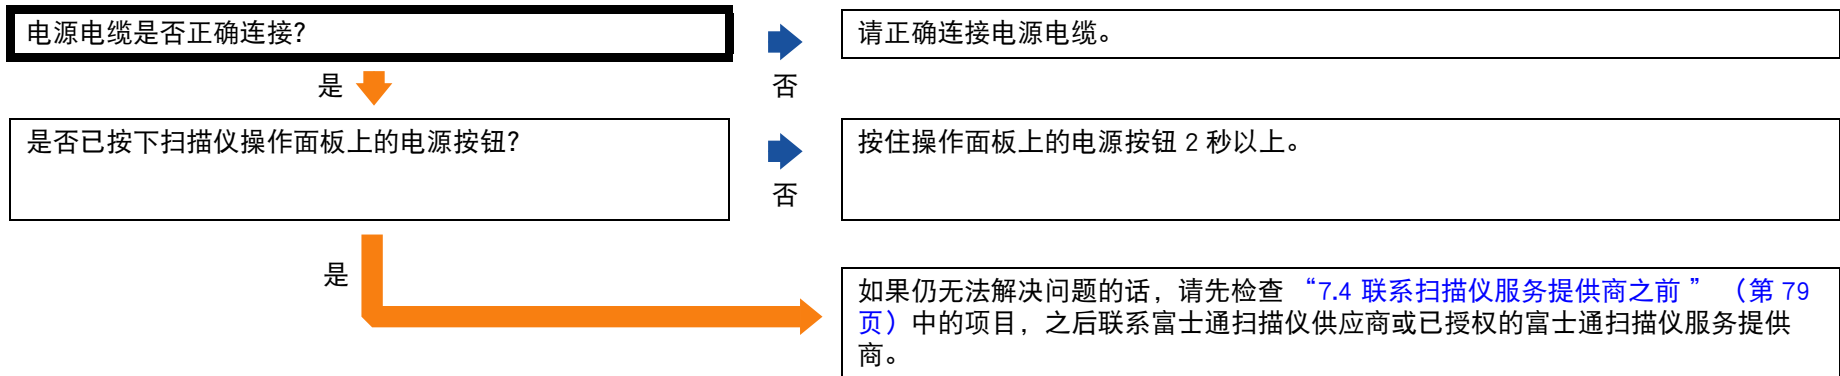 电源电缆是否正确连接?
请正确连接电源电缆。
是
否
是否已按下扫描仪操作面板上的电源按钮?
按住操作面板上的电源按钮 2 秒以上。
否
是
如果仍无法解决问题的话，请先检查 “7.4 联系扫描仪服务提供商之前 ” （第 79
页）中的项目，之后联系富士通扫描仪供应商或已授权的富士通扫描仪服务提供
商。